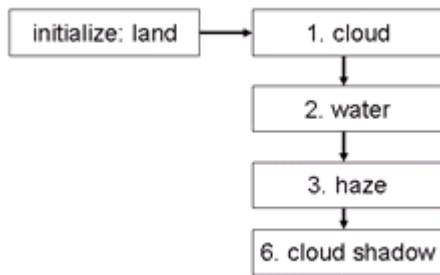 initialize: land
1. cloud
2. water
3. haze
6. cloud shadow